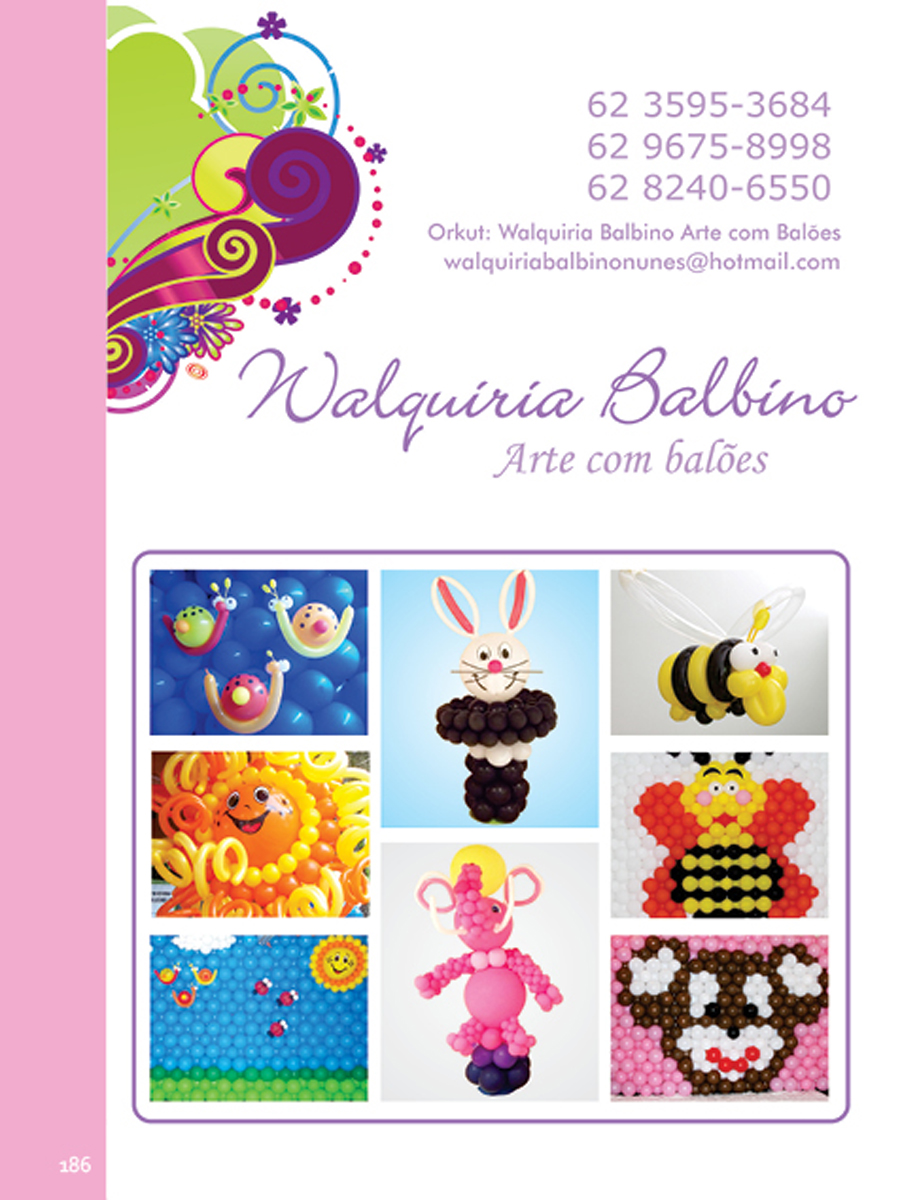 62 3595-3684
62 9675-8998
62 8240-6550
Orkut: Walquiria Balbino Arte com Balões
walquiriabalbinonunes@hotmail.com
Walquiria Balbino
Arte com balões
186